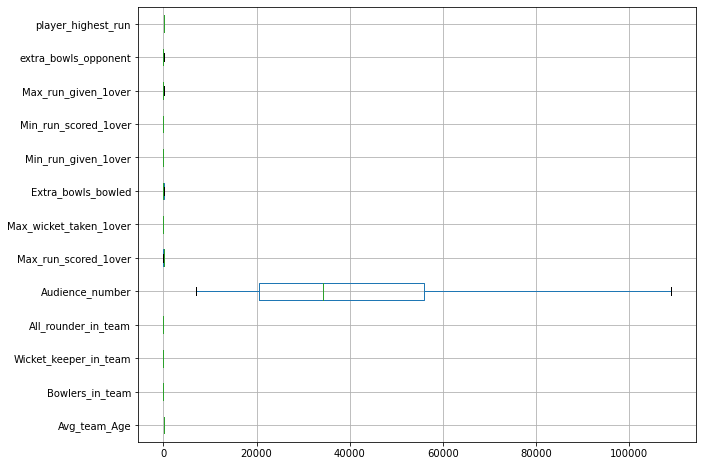 player_highest_run
extra_bowls_opponent
Max_run_given_1over
Min_run_scored_1over
Min_run_given_1over
Extra_bowls_bowled
Max_wicket_taken_1over
Max_run_scored_1over
Audience_number
All_rounder_in_team
Wicket_keeper_in_team
Bowlers_in_team
Avg_team_Age
0 20000 40000 60000 80000 100000